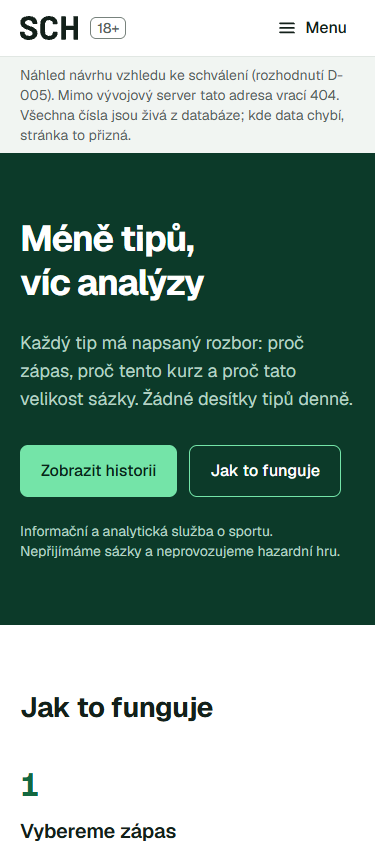 SCH 18+ Menu
Náhled návrhu vzhledu ke schválení (rozhodnutí D-
005). Mimo vývojový server tato adresa vrací 404.
Všechna čísla jsou živá z databáze; kde data chybí,
stránka to přizná.
Méně tipů,
víc analýzy
Každý tip má napsaný rozbor: proč
zápas, proč tento kurz a proč tato
velikost sázky. Žádné desítky tipů denně.
Zobrazit historii Jak to funguje
Informační a analytická služba o sportu.
Nepřijímáme sázky a neprovozujeme hazardní hru.
Jak to funguje
1
Vybereme zápas